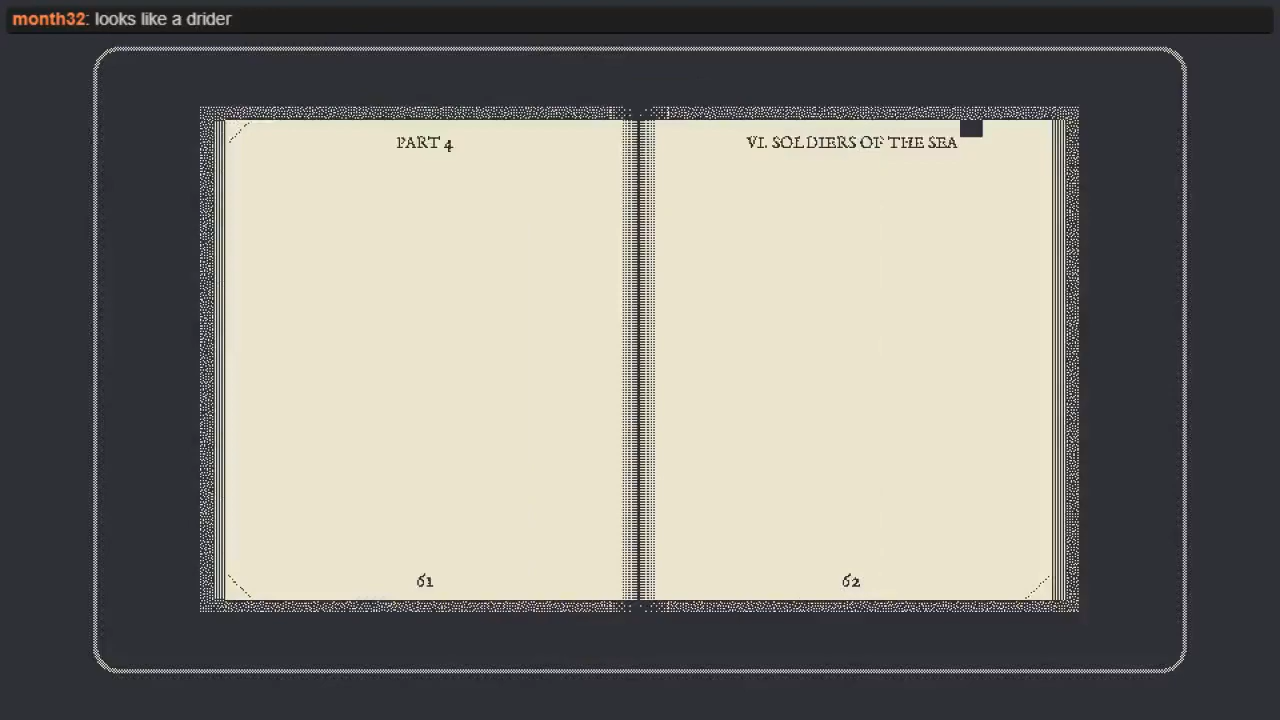 month32: looks like a drider
PART 4
VI. SOLDIERS OF THE SEA
61
62